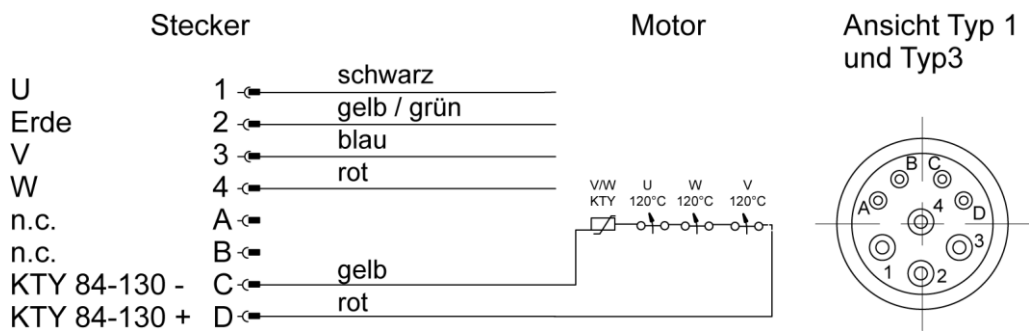 Stecker
Motor
Ansicht Typ 1
und Typ3
U 1 schwarz
Erde 2 gelb / grün
V 3 blau
W 4 rot
n.c. A
n.c. B
KTY 84-130 - C gelb
KTY 84-130 + D rot
V/W U W V
KTY 120°C 120°C 120°C
B C
A D
4
1 3
2